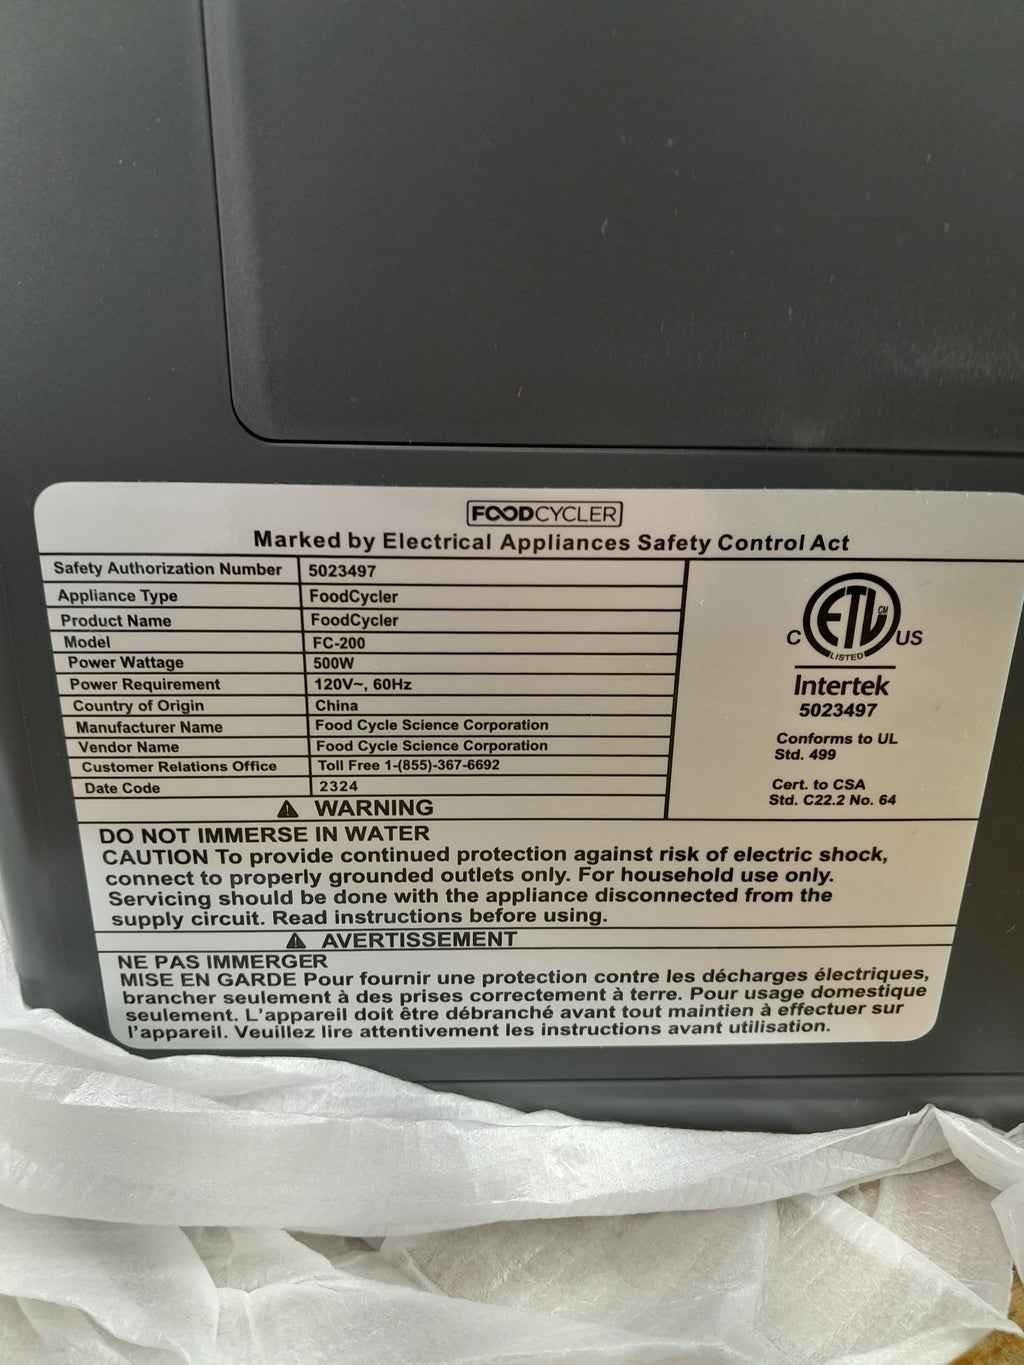 FOODCYCLER
Marked by Electrical Appliances Safety Control Act
Safety Authorization Number 5023497
Appliance Type FoodCycler
Product Name FoodCycler
Model FC-200
Power Wattage 500W
Power Requirement 120V~, 60Hz
Country of Origin China
Manufacturer Name Food Cycle Science Corporation
Vendor Name Food Cycle Science Corporation
Customer Relations Office Toll Free 1-(855)-367-6692
Date Code 2324
C ETL CM US
LISTED
Intertek
5023497
Conforms to UL
Std. 499
Cert. to CSA
Std. C22.2 No. 64
WARNING
DO NOT IMMERSE IN WATER
CAUTION To provide continued protection against risk of electric shock,
connect to properly grounded outlets only. For household use only.
Servicing should be done with the appliance disconnected from the
supply circuit. Read instructions before using.
AVERTISSEMENT
NE PAS IMMERGER
MISE EN GARDE Pour fournir une protection contre les décharges électriques,
brancher seulement à des prises correctement à terre. Pour usage domestique
seulement. L'appareil doit être débranché avant tout maintien à effectuer sur
l'appareil. Veuillez lire attentivement les instructions avant utilisation.